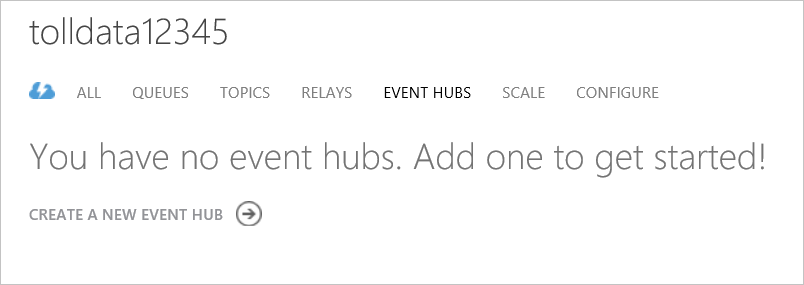 tolldata12345
ALL QUEUES TOPICS RELAYS EVENT HUBS SCALE CONFIGURE
You have no event hubs. Add one to get started!
CREATE A NEW EVENT HUB